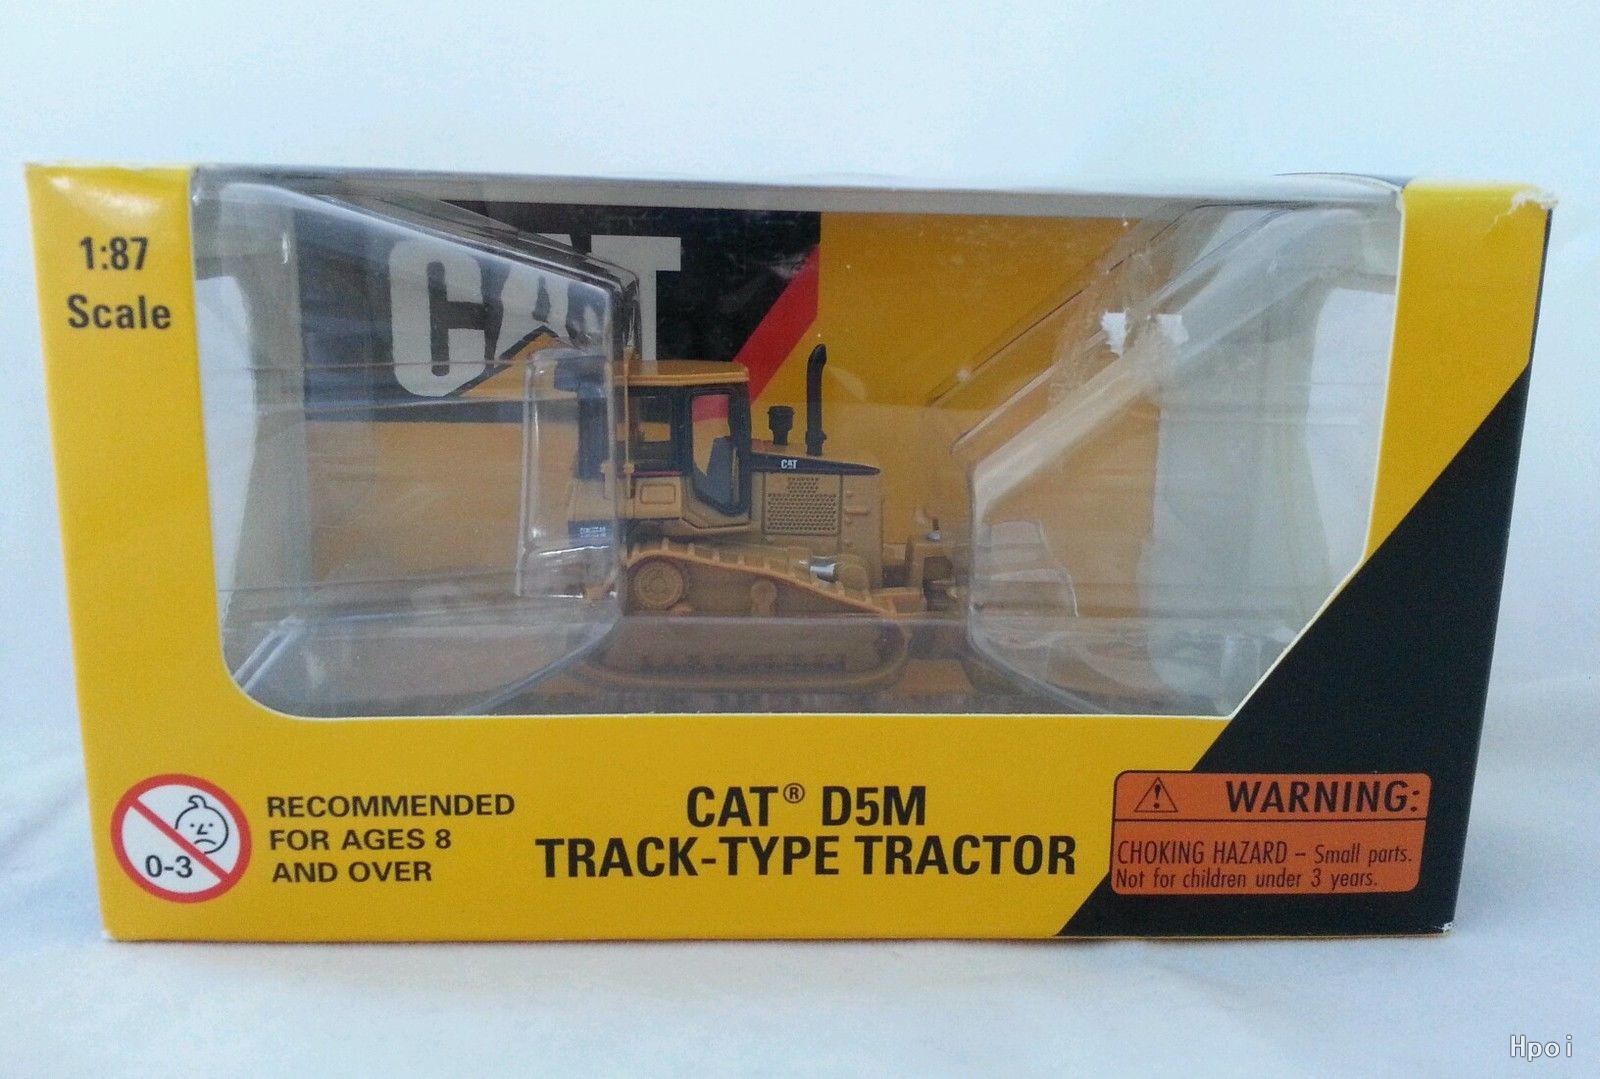 1:87
Scale
CAT
CAT
RECOMMENDED
FOR AGES 8
AND OVER
0-3
CAT® D5M
TRACK-TYPE TRACTOR
WARNING:
CHOKING HAZARD – Small parts.
Not for children under 3 years.
Hpoi